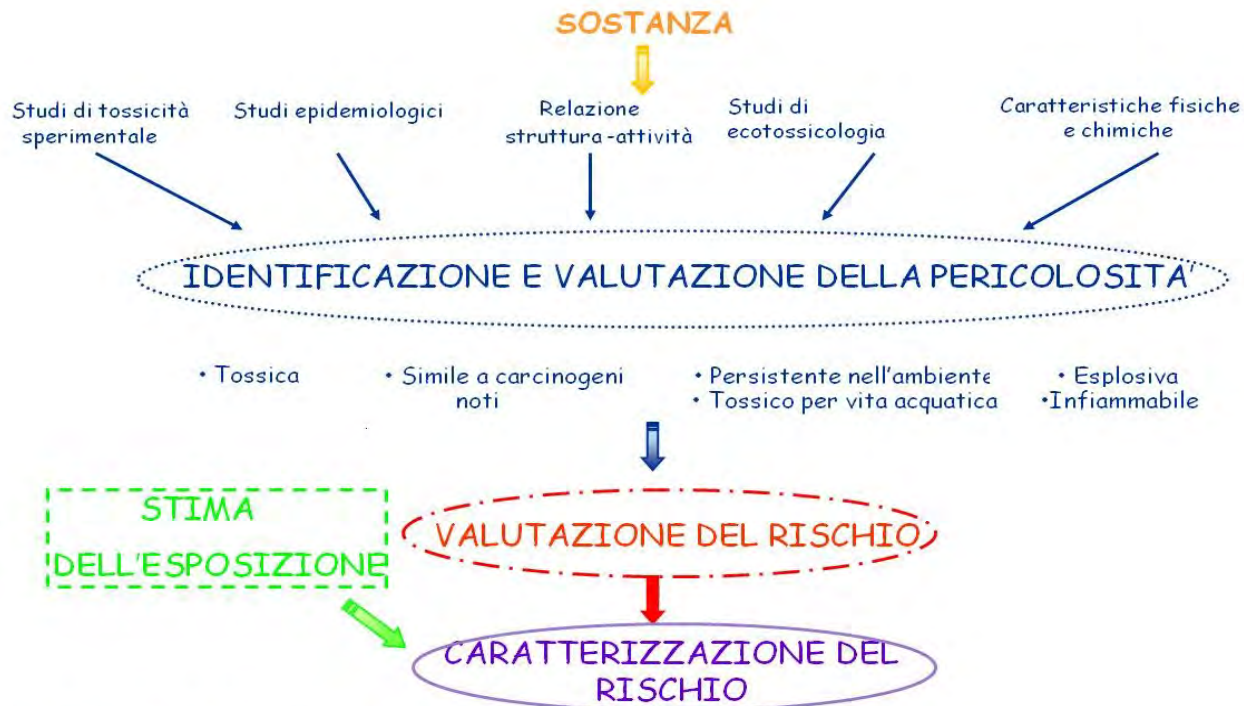 SOSTANZA
Studi di tossicità
sperimentale
Studi epidemiologici
Relazione
struttura -attività
Studi di
ecotossicologia
Caratteristiche fisiche
e chimiche
IDENTIFICAZIONE E VALUTAZIONE DELLA PERICOLOSITA'
• Tossica
• Simile a carcinogeni
noti
• Persistente nell'ambiente
• Tossico per vita acquatica
• Esplosiva
•Infiammabile
STIMA
DELL'ESPOSIZIONE
VALUTAZIONE DEL RISCHIO
CARATTERIZZAZIONE DEL
RISCHIO